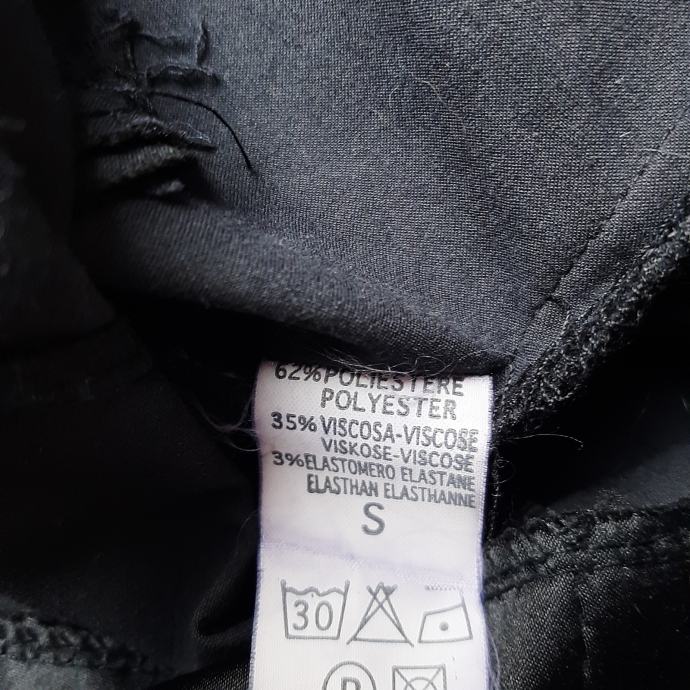 62%POLIESTERE
POLYESTER
35%VISCOSA-VISCOSE
VISKOSE-VISCOSE
3%ELASTOMERO ELASTANE
ELASTHAN ELASTHANNE
S
30
P